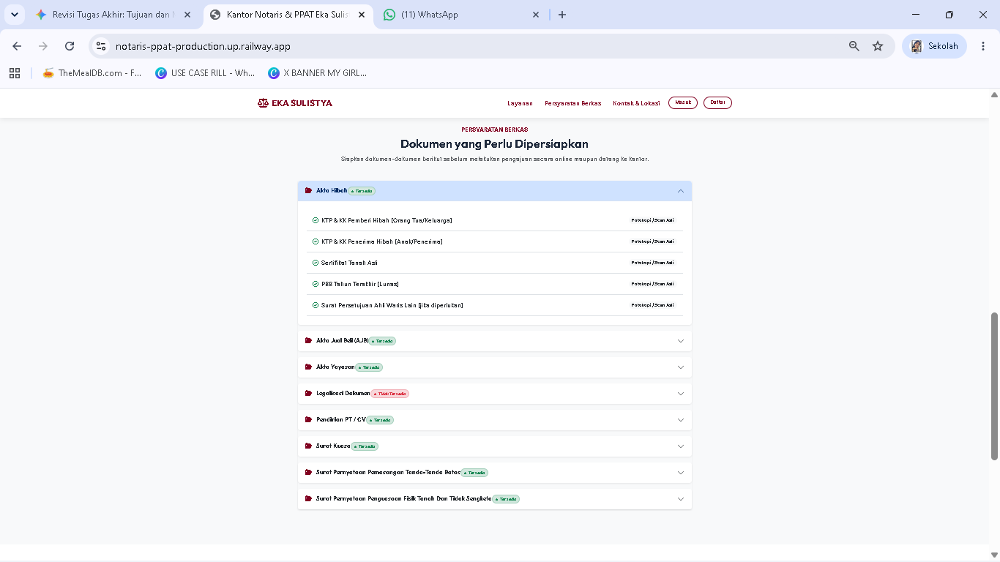 Revisi Tugas Akhir: Tujuan dan
Kantor Notaris & PPAT Eka Sulis
(11) WhatsApp
notaris-ppat-production.up.railway.app
Sekolah
TheMealDB.com - F...
USE CASE RILL - Wh...
X BANNER MY GIRL...
EKA SULISTYA
Layanan
Persyaratan Berkas
Kontak & Lokasi
Masuk
Daftar
PERSYARATAN BERKAS
Dokumen yang Perlu Dipersiapkan
Siapkan dokumen-dokumen berikut sebelum melakukan pengajuan secara online maupun datang ke kantor.
Akta Hibah Tersedia
KTP & KK Pemberi Hibah (Orang Tua/Keluarga) Fotokopi / Scan Asli
KTP & KK Penerima Hibah (Anak/Penerima) Fotokopi / Scan Asli
Sertifikat Tanah Asli Fotokopi / Scan Asli
PBB Tahun Terakhir (Lunas) Fotokopi / Scan Asli
Surat Persetujuan Ahli Waris Lain (jika diperlukan) Fotokopi / Scan Asli
Akta Jual Beli (AJB) Tersedia
Akta Yayasan Tersedia
Legalisasi Dokumen Tidak Tersedia
Pendirian PT / CV Tersedia
Surat Kuasa Tersedia
Surat Pernyataan Pemasangan Tanda-Tanda Batas Tersedia
Surat Pernyataan Penguasaan Fisik Tanah Dan Tidak Sengketa Tersedia